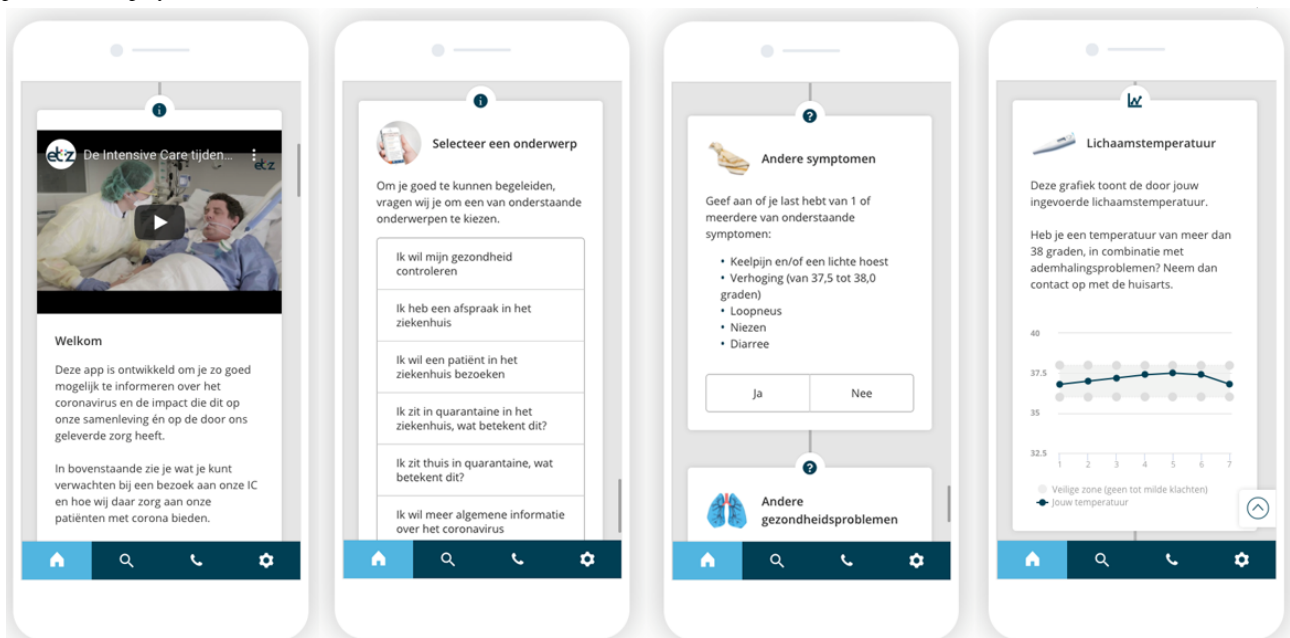 etz
De Intensive Care tijden...
etz
Welkom
Deze app is ontwikkeld om je zo goed
mogelijk te informeren over het
coronavirus en de impact die dit op
onze samenleving én op de door ons
geleverde zorg heeft.
In bovenstaande zie je wat je kunt
verwachten bij een bezoek aan onze IC
en hoe wij daar zorg aan onze
patiënten met corona bieden.
Selecteer een onderwerp
Om je goed te kunnen begeleiden,
vragen wij je om een van onderstaande
onderwerpen te kiezen.
Ik wil mijn gezondheid
controleren
Ik heb een afspraak in het
ziekenhuis
Ik wil een patiënt in het
ziekenhuis bezoeken
Ik zit in quarantaine in het
ziekenhuis, wat betekent dit?
Ik zit thuis in quarantaine, wat
betekent dit?
Ik wil meer algemene informatie
over het coronavirus
Andere symptomen
Geef aan of je last hebt van 1 of
meerdere van onderstaande
symptomen:
• Keelpijn en/of een lichte hoest
• Verhoging (van 37,5 tot 38,0
graden)
• Loopneus
• Niezen
• Diarree
Ja Nee
Andere
gezondheidsproblemen
Lichaamstemperatuur
Deze grafiek toont de door jouw
ingevoerde lichaamstemperatuur.
Heb je een temperatuur van meer dan
38 graden, in combinatie met
ademhalingsproblemen? Neem dan
contact op met de huisarts.
40
37.5
35
32.5
1 2 3 4 5 6 7
Veilige zone (geen tot milde klachten)
Jouw temperatuur